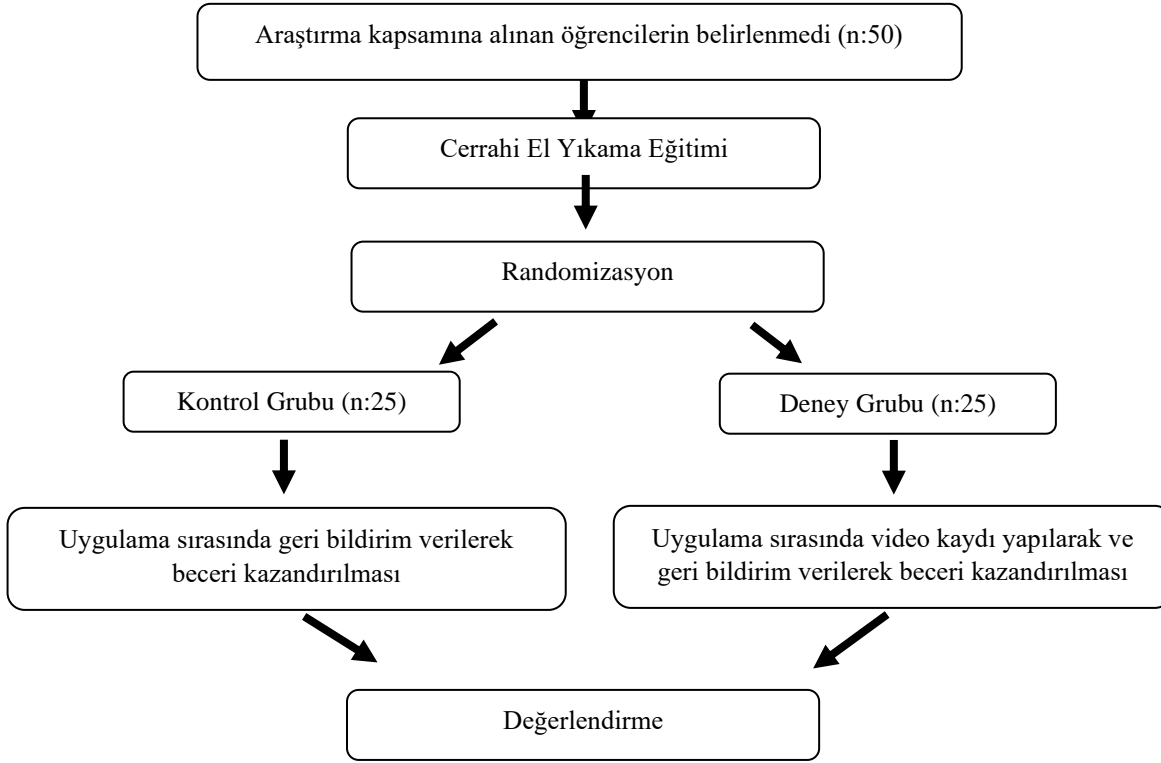 Araştırma kapsamına alınan öğrencilerin belirlenmedi (n:50)
Cerrahi El Yıkama Eğitimi
Randomizasyon
Kontrol Grubu (n:25)
Deney Grubu (n:25)
Uygulama sırasında geri bildirim verilerek
beceri kazandırılması
Uygulama sırasında video kaydı yapılarak ve
geri bildirim verilerek beceri kazandırılması
Değerlendirme